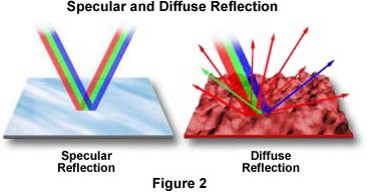 Specular and Diffuse Reflection
Specular
Reflection
Diffuse
Reflection
Figure 2